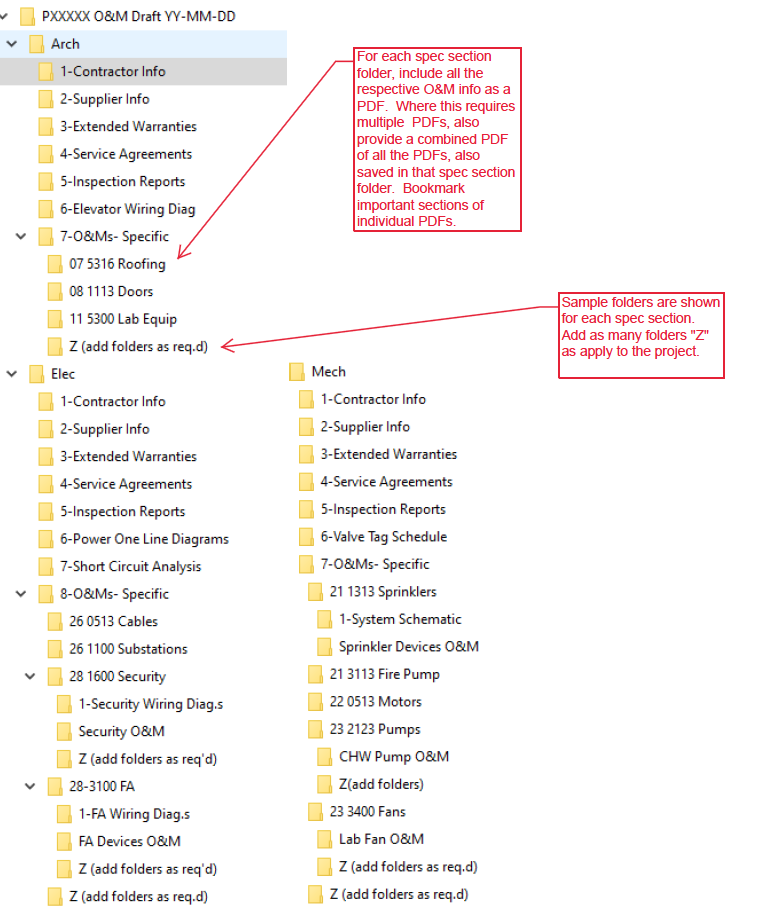 PXXXXX O&M Draft YY-MM-DD
Arch
1-Contractor Info
2-Supplier Info
3-Extended Warranties
4-Service Agreements
5-Inspection Reports
6-Elevator Wiring Diag
7-O&Ms- Specific
07 5316 Roofing
08 1113 Doors
11 5300 Lab Equip
Z (add folders as req.d)
For each spec section
folder, include all the
respective O&M info as a
PDF.  Where this requires
multiple  PDFs, also
provide a combined PDF
of all the PDFs, also
saved in that spec section
folder.  Bookmark
important sections of
individual PDFs.
Sample folders are shown
for each spec section.
Add as many folders "Z"
as apply to the project.
Elec
1-Contractor Info
2-Supplier Info
3-Extended Warranties
4-Service Agreements
5-Inspection Reports
6-Power One Line Diagrams
7-Short Circuit Analysis
8-O&Ms- Specific
26 0513 Cables
26 1100 Substations
28 1600 Security
1-Security Wiring Diag.s
Security O&M
Z (add folders as req'd)
28-3100 FA
1-FA Wiring Diag.s
FA Devices O&M
Z (add folders as req'd)
Z (add folders as req.d)
Mech
1-Contractor Info
2-Supplier Info
3-Extended Warranties
4-Service Agreements
5-Inspection Reports
6-Valve Tag Schedule
7-O&Ms- Specific
21 1313 Sprinklers
1-System Schematic
Sprinkler Devices O&M
21 3113 Fire Pump
22 0513 Motors
23 2123 Pumps
CHW Pump O&M
Z(add folders)
23 3400 Fans
Lab Fan O&M
Z (add folders as req.d)
Z (add folders as req.d)